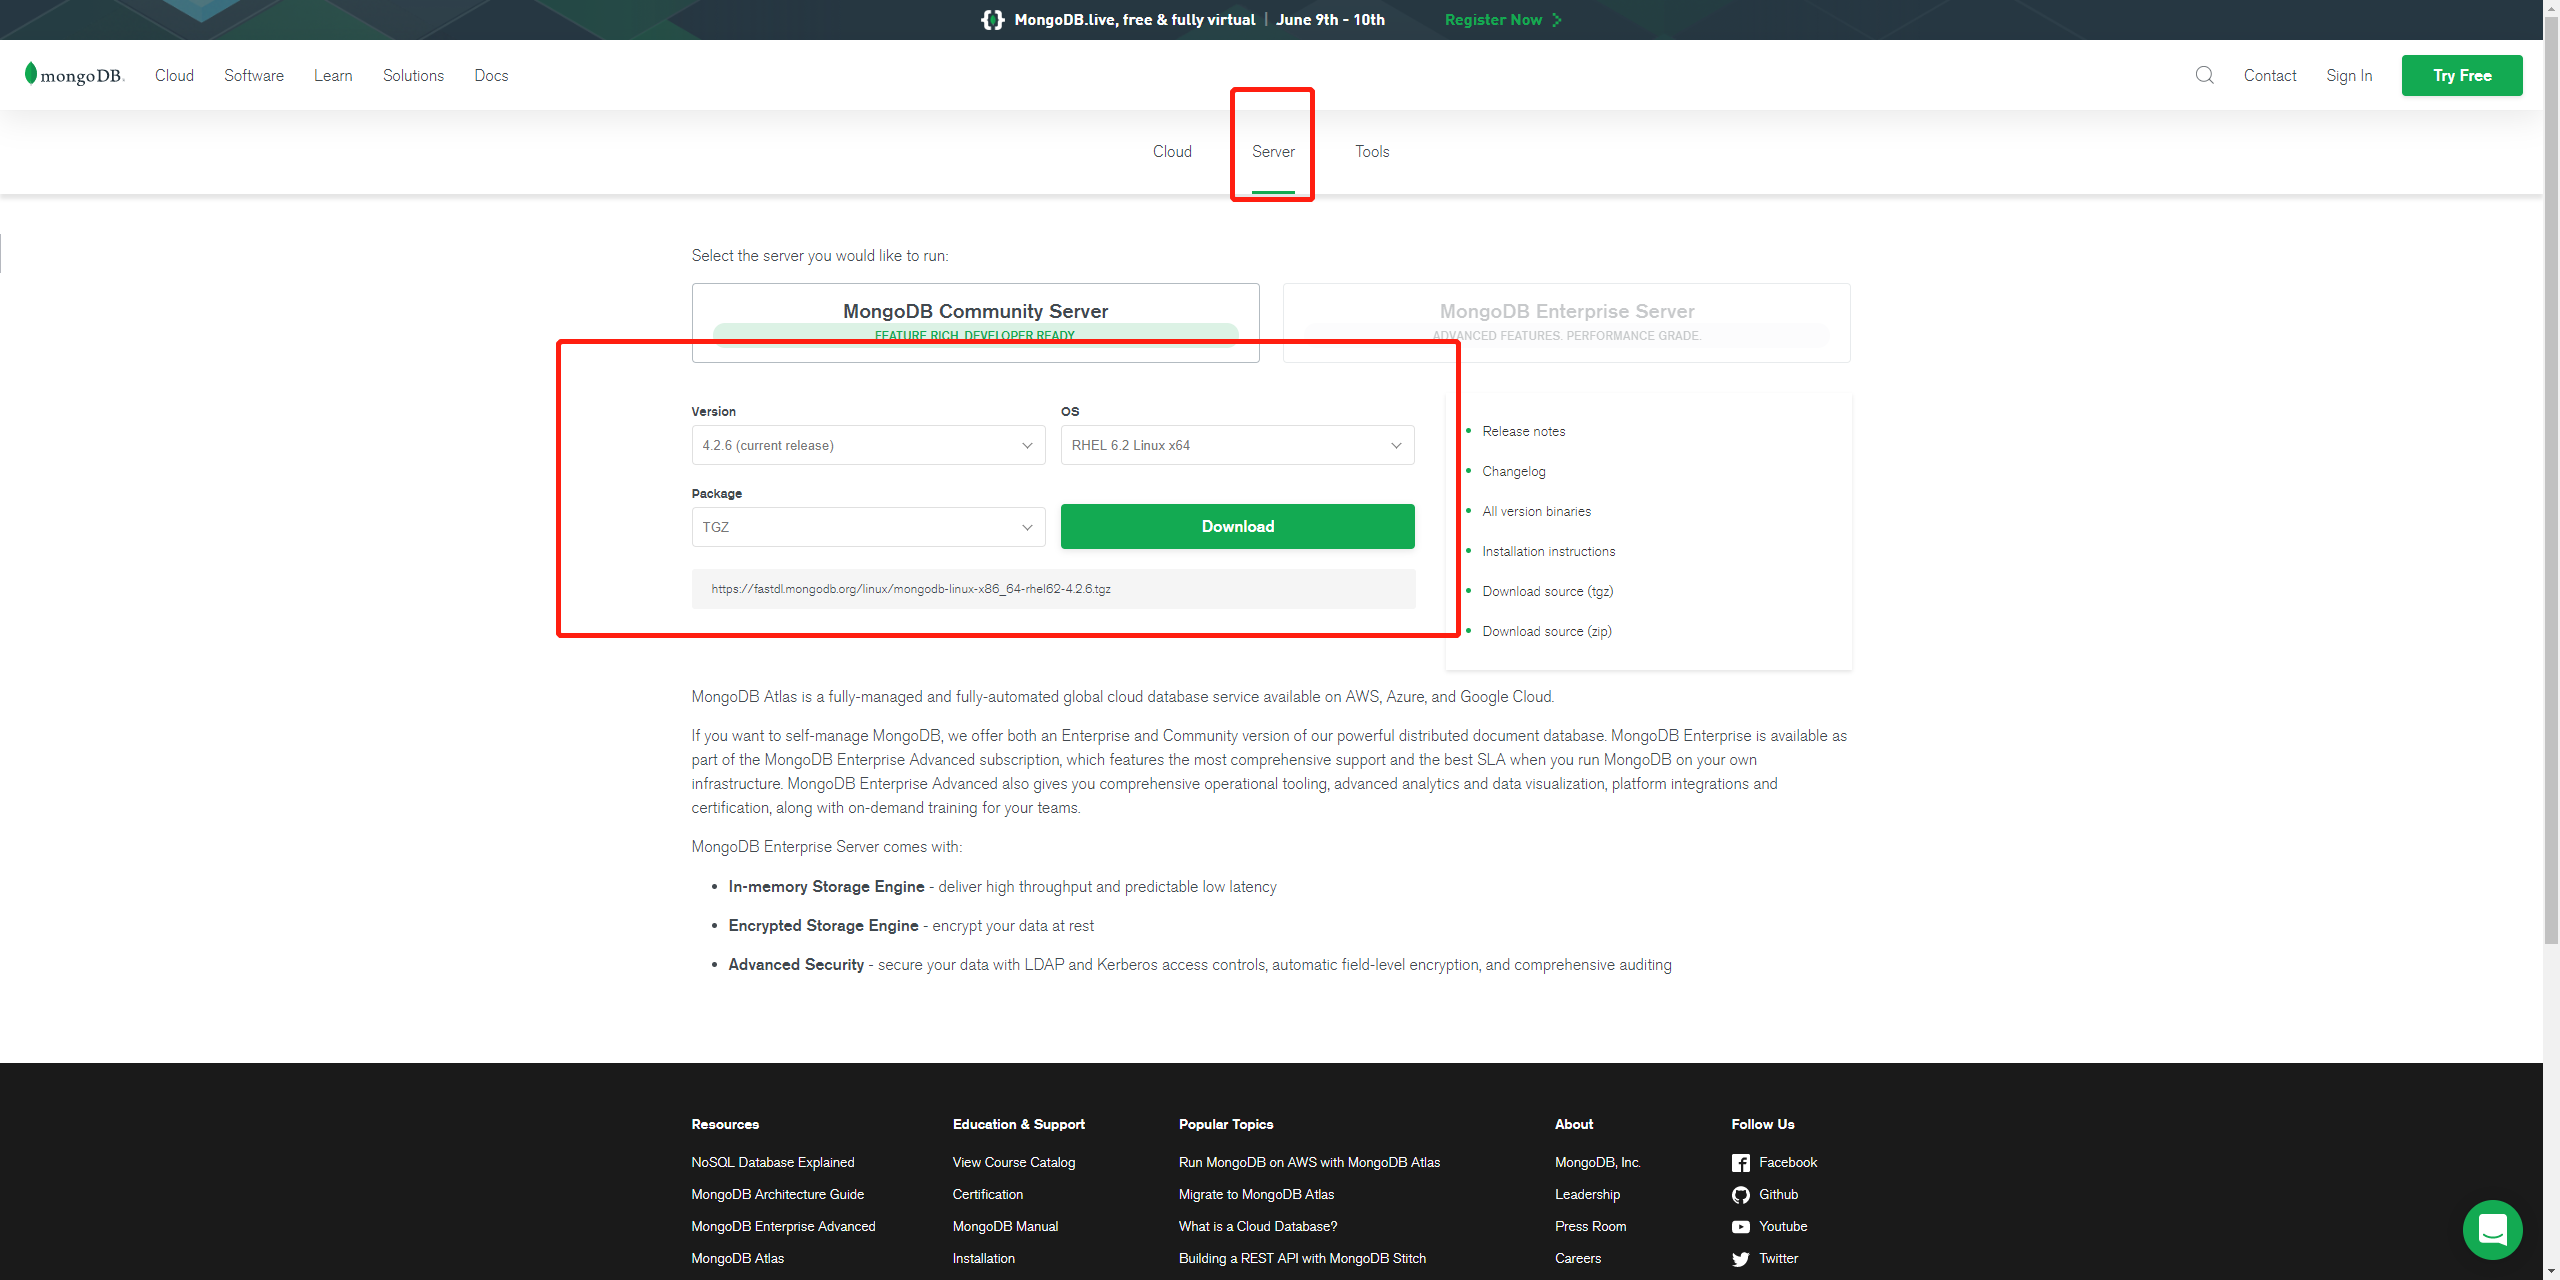 MongoDB.live, free & fully virtual | June 9th - 10th Register Now
mongoDB. Cloud Software Learn Solutions Docs Contact Sign In Try Free
Cloud Server Tools
Select the server you would like to run:
MongoDB Community Server
FEATURE RICH. DEVELOPER READY.
MongoDB Enterprise Server
ADVANCED FEATURES. PERFORMANCE GRADE.
Version
4.2.6 (current release)
OS
RHEL 6.2 Linux x64
Package
TGZ
Download
https://fastdl.mongodb.org/linux/mongodb-linux-x86_64-rhel62-4.2.6.tgz
Release notes
Changelog
All version binaries
Installation instructions
Download source (tgz)
Download source (zip)
MongoDB Atlas is a fully-managed and fully-automated global cloud database service available on AWS, Azure, and Google Cloud.
If you want to self-manage MongoDB, we offer both an Enterprise and Community version of our powerful distributed document database. MongoDB Enterprise is available as
part of the MongoDB Enterprise Advanced subscription, which features the most comprehensive support and the best SLA when you run MongoDB on your own
infrastructure. MongoDB Enterprise Advanced also gives you comprehensive operational tooling, advanced analytics and data visualization, platform integrations and
certification, along with on-demand training for your teams.
MongoDB Enterprise Server comes with:
• In-memory Storage Engine - deliver high throughput and predictable low latency
• Encrypted Storage Engine - encrypt your data at rest
• Advanced Security - secure your data with LDAP and Kerberos access controls, automatic field-level encryption, and comprehensive auditing
Resources
NoSQL Database Explained
MongoDB Architecture Guide
MongoDB Enterprise Advanced
MongoDB Atlas
Education & Support
View Course Catalog
Certification
MongoDB Manual
Installation
Popular Topics
Run MongoDB on AWS with MongoDB Atlas
Migrate to MongoDB Atlas
What is a Cloud Database?
Building a REST API with MongoDB Stitch
About
MongoDB, Inc.
Leadership
Press Room
Careers
Follow Us
Facebook
Github
Youtube
Twitter